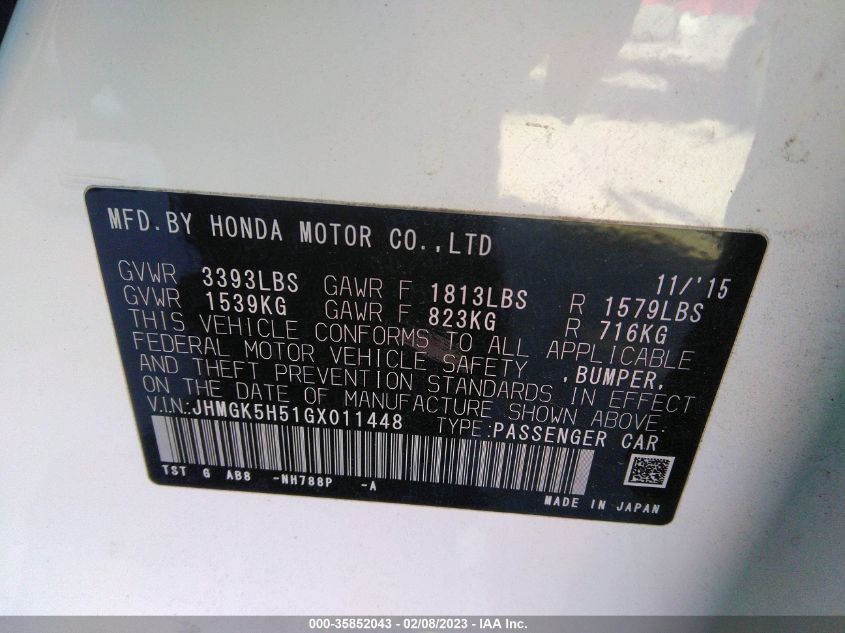 MFD.BY HONDA MOTOR CO.,LTD
11/'15
GVWR 3393LBS GAWR F 1813LBS R 1579LBS
GVWR 1539KG GAWR F 823KG R 716KG
THIS VEHICLE CONFORMS TO ALL APPLICABLE
FEDERAL MOTOR VEHICLE SAFETY ,BUMPER,
AND THEFT PREVENTION STANDARDS IN EFFECT
ON THE DATE OF MANUFACTURE SHOWN ABOVE.
V.I.N:JHMGK5H51GX011448 TYPE:PASSENGER CAR
TST G AB8 -NH788P -A
MADE IN JAPAN
000-35852043 - 02/08/2023 - IAA Inc.